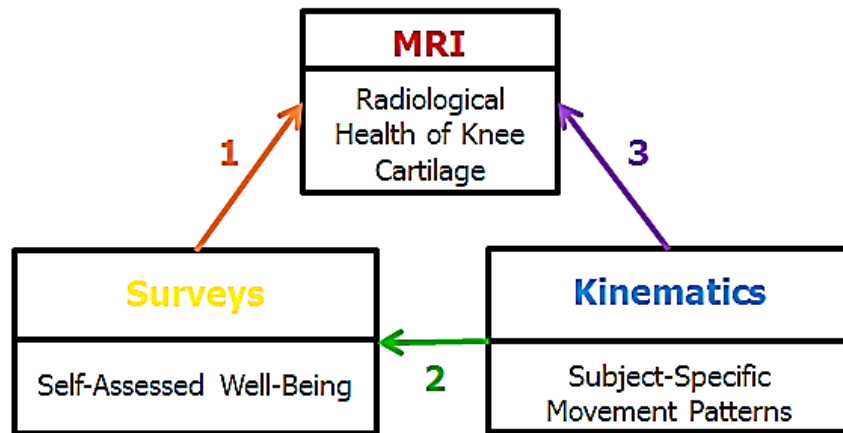 MRI
Radiological
Health of Knee
Cartilage
1
3
Surveys
Self-Assessed Well-Being
2
Kinematics
Subject-Specific
Movement Patterns